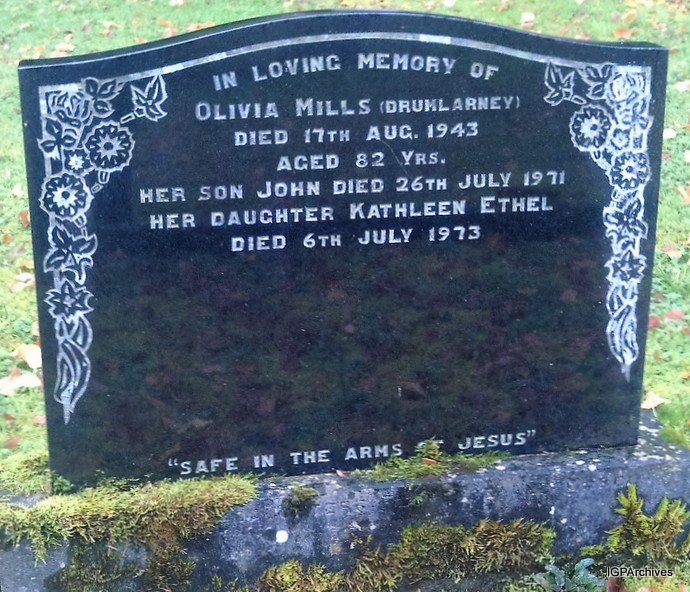 IN LOVING MEMORY OF
OLIVIA MILLS (DRUMLARNEY)
DIED 17TH AUG. 1943
AGED 82 YRS.
HER SON JOHN DIED 26TH JULY 1971
HER DAUGHTER KATHLEEN ETHEL
DIED 6TH JULY 1973
"SAFE IN THE ARMS OF JESUS"
IGPArchives